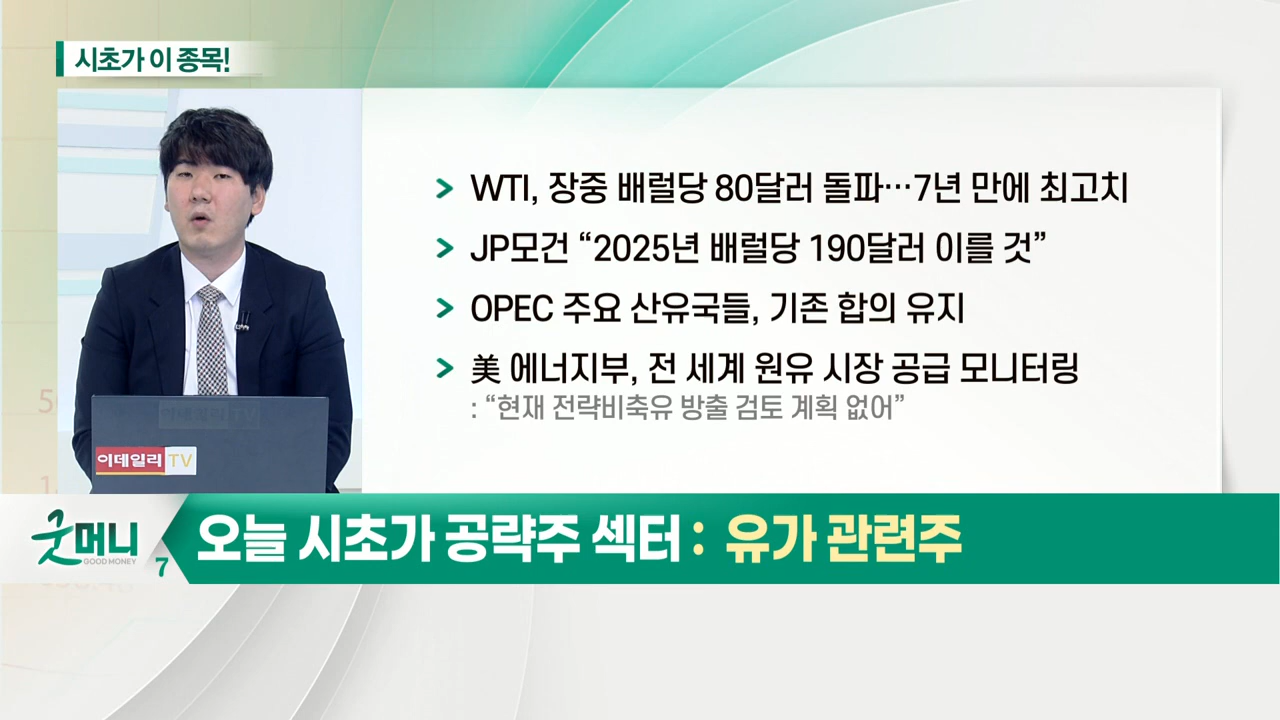 시초가 이 종목!
WTI, 장중 배럴당 80달러 돌파…7년 만에 최고치
JP모건 “2025년 배럴당 190달러 이를 것”
OPEC 주요 산유국들, 기존 합의 유지
美 에너지부, 전 세계 원유 시장 공급 모니터링
: “현재 전략비축유 방출 검토 계획 없어”
이데일리 TV
굿머니
GOOD MONEY
7
오늘 시초가 공략주 섹터 : 유가 관련주